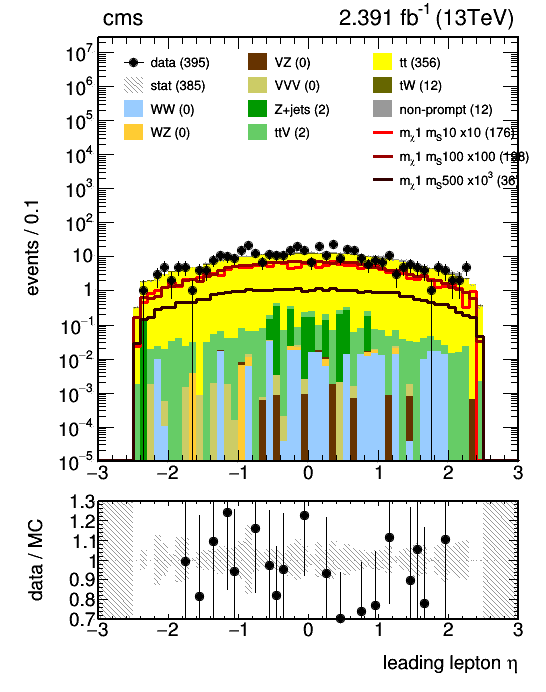 cms 2.391 fb⁻¹ (13TeV)
data (395) VZ (0) tt (356)
stat (385) VVV (0) tW (12)
WW (0) Z+jets (2) non-prompt (12)
WZ (0) ttV (2) mχ1 mS10 x10 (176)
mχ1 mS100 x100 (198)
mχ1 mS500 x10³ (36)
events / 0.1
10⁷
10⁶
10⁵
10⁴
10³
10²
10
1
10⁻¹
10⁻²
10⁻³
10⁻⁴
10⁻⁵
−3 −2 −1 0 1 2 3
data / MC
1.3
1.2
1.1
1
0.9
0.8
0.7
−3 −2 −1 0 1 2 3
leading lepton η